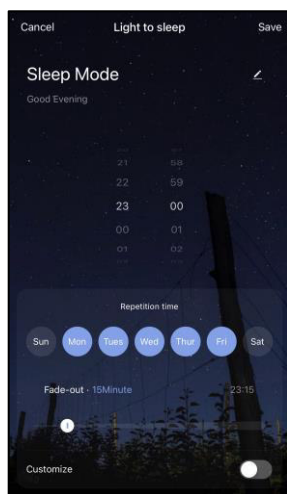 Cancel Light to sleep Save
Sleep Mode
Good Evening
21 58
22 59
23 00
00 01
01 02
Repetition time
Sun Mon Tues Wed Thur Fri Sat
Fade-out · 15Minute 23:15
Customize